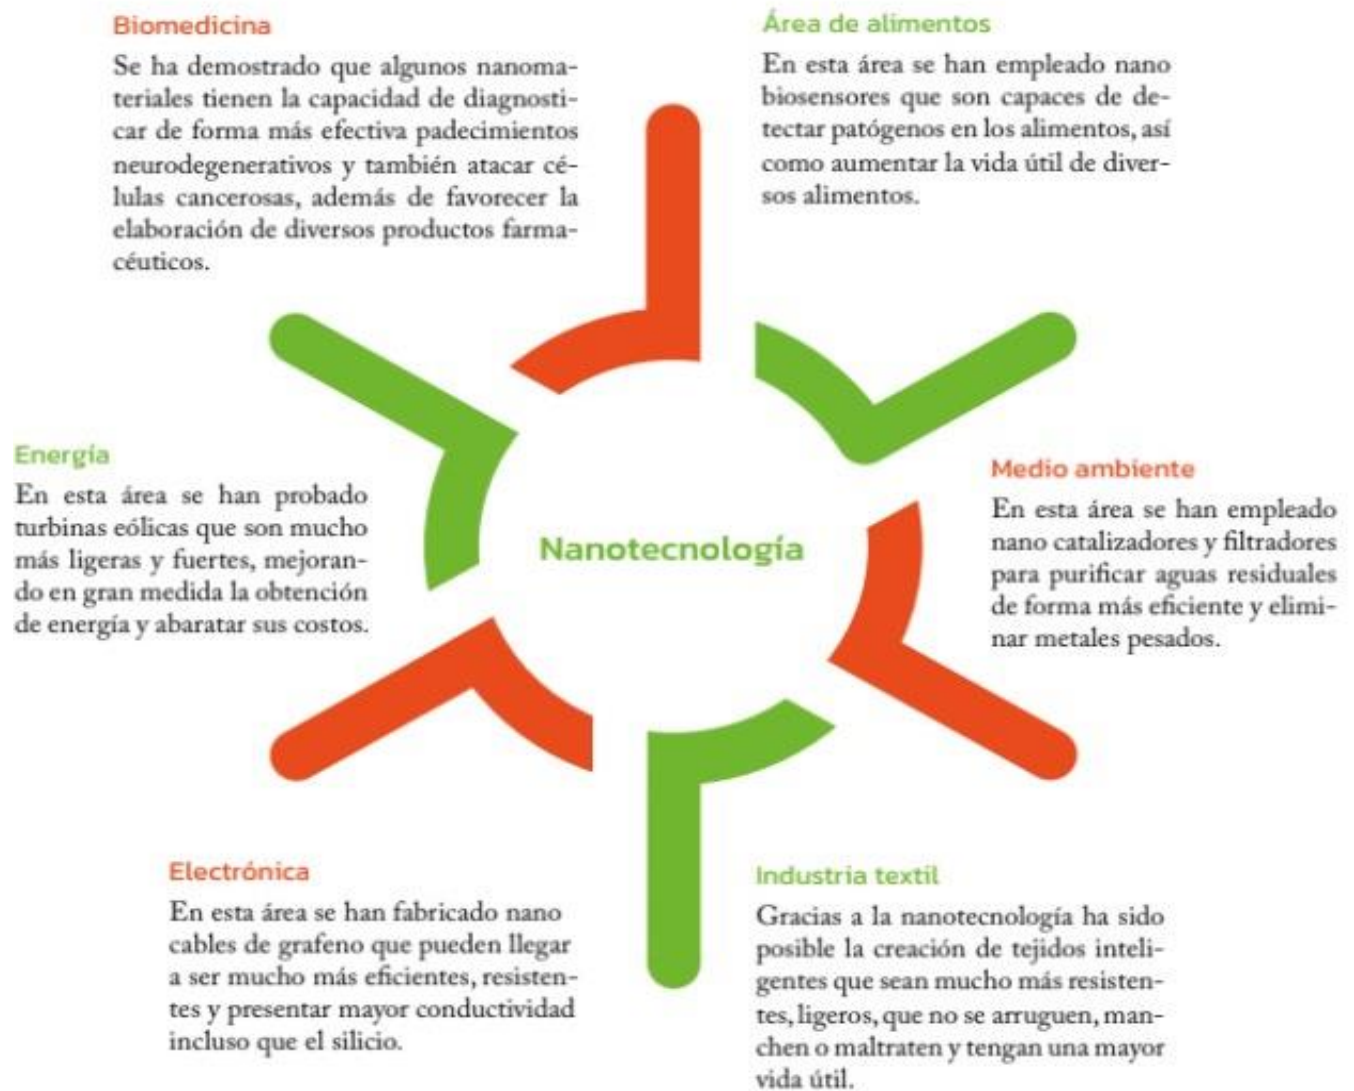 Biomedicina
Se ha demostrado que algunos nanoma-
teriales tienen la capacidad de diagnosti-
car de forma más efectiva padecimientos
neurodegenerativos y también atacar cé-
lulas cancerosas, además de favorecer la
elaboración de diversos productos farma-
céuticos.
Área de alimentos
En esta área se han empleado nano
biosensores que son capaces de de-
tectar patógenos en los alimentos, así
como aumentar la vida útil de diver-
sos alimentos.
Energía
En esta área se han probado
turbinas eólicas que son mucho
más ligeras y fuertes, mejoran-
do en gran medida la obtención
de energía y abaratar sus costos.
Nanotecnología
Medio ambiente
En esta área se han empleado
nano catalizadores y filtradores
para purificar aguas residuales
de forma más eficiente y elimi-
nar metales pesados.
Electrónica
En esta área se han fabricado nano
cables de grafeno que pueden llegar
a ser mucho más eficientes, resisten-
tes y presentar mayor conductividad
incluso que el silicio.
Industria textil
Gracias a la nanotecnología ha sido
posible la creación de tejidos inteli-
gentes que sean mucho más resisten-
tes, ligeros, que no se arruguen, man-
chen o maltraten y tengan una mayor
vida útil.